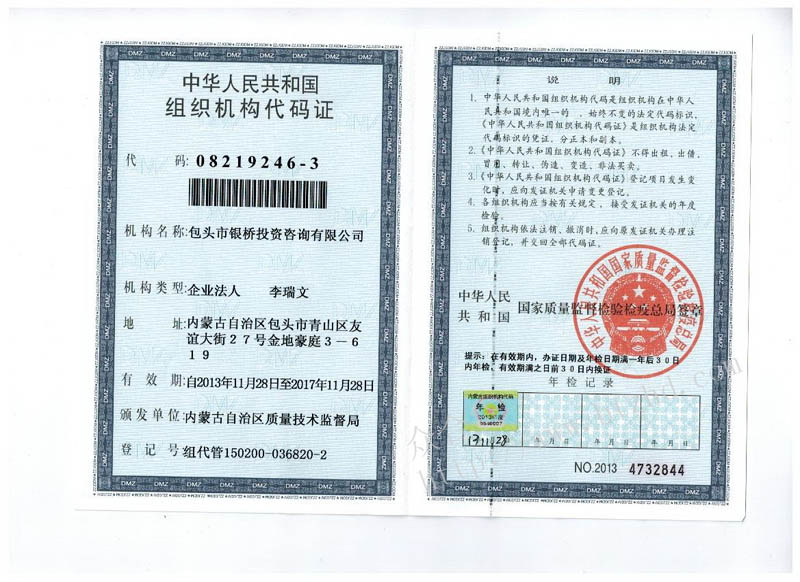 中华人民共和国
组织机构代码证
代 码: 08219246-3
机构名称: 包头市银桥投资咨询有限公司
机构类型: 企业法人 李瑞文
地 址: 内蒙古自治区包头市青山区友
谊大街27号金地豪庭3-6
19
有效期: 自2013年11月28日至2017年11月28日
颁发单位: 内蒙古自治区质量技术监督局
登记号 组代管150200-036820-2
说 明
1. 中华人民共和国组织机构代码是组织机构在中华人
民共和国境内唯一的、始终不变的法定代码标识,
《中华人民共和国组织机构代码证》是组织机构法定
代码标识的凭证, 分正本和副本。
2. 《中华人民共和国组织机构代码证》不得出租, 出借,
冒用、转让、伪造、变造、非法买卖。
3. 《中华人民共和国组织机构代码证》登记项目发生变
化时, 应向发证机关申请变更登记。
4. 各组织机构应当按有关规定, 接受发证机关的年度
检验。
5. 组织机构依法注销、撤消时, 应向原发证机关办理注
销登记, 并交回全部代码证。
中华人民
共和国
国家质量监督检验检疫总局签章
中华人民共和国国家质量监督检验检疫总局
提示: 在有效期内, 办证日期及年检日期满一年后30日
内年检。有效期满之日前30日内换证
年检记录
内蒙古组织机构代码
年 检
年 月 日
年 月 日
年 月 日
NO.2013 4732844